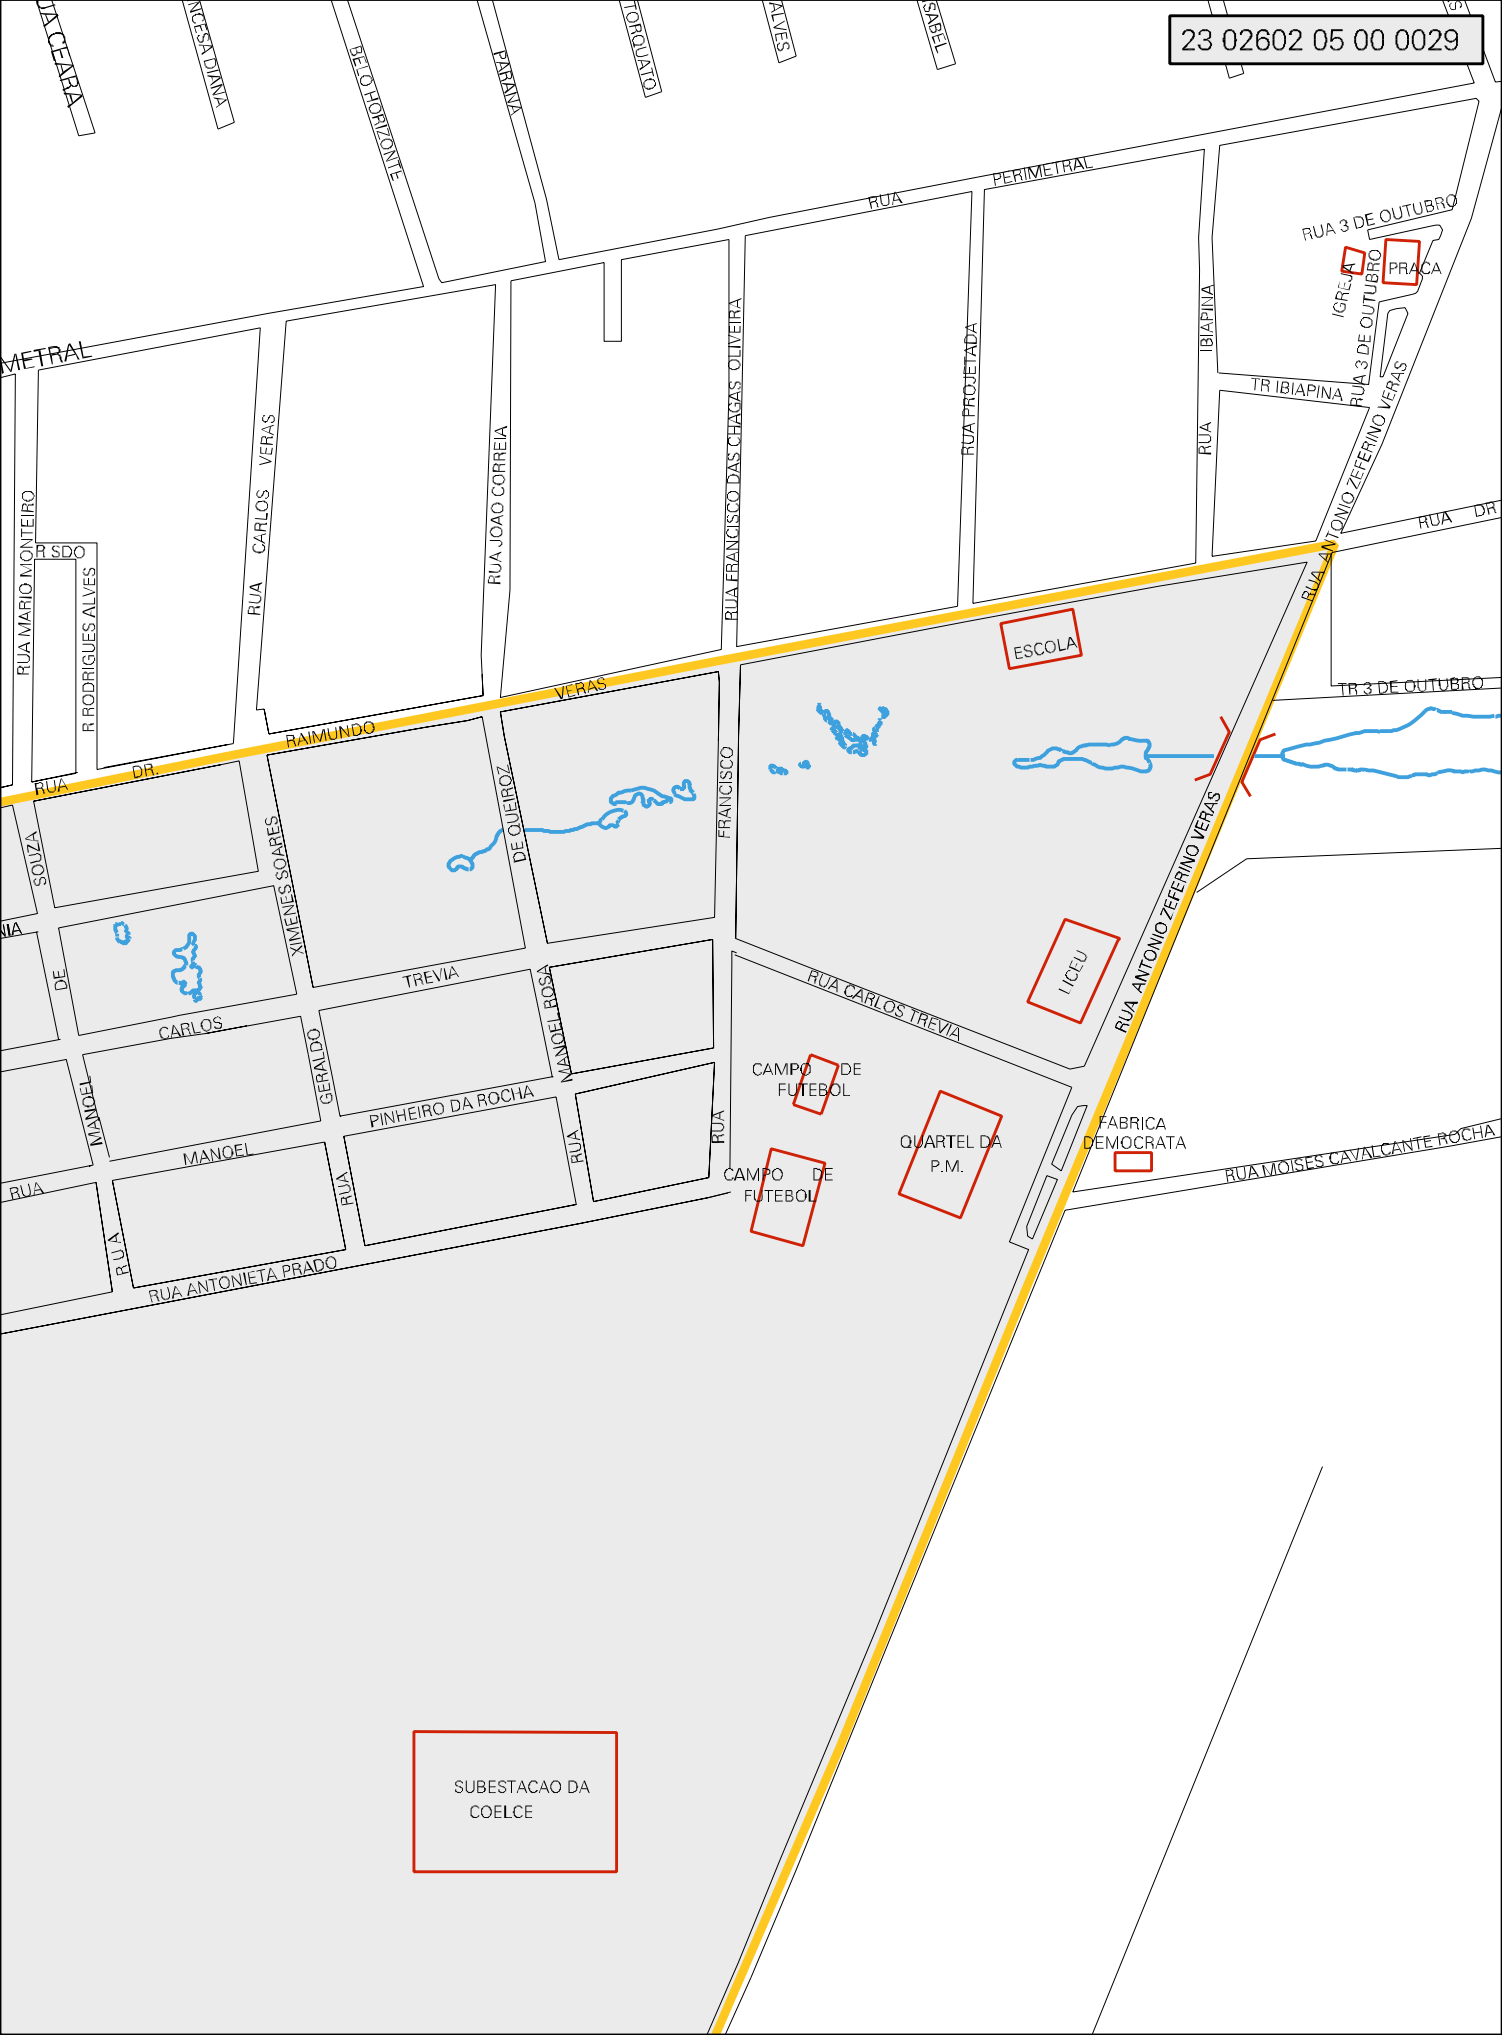 23 02602 05 00 0029
CEARA
BELO HORIZONTE
PARANA
TORQUATO
ALVES
RUA PERIMETRAL
RUA 3 DE OUTUBRO
IGREJA
PRACA
RUA 3 DE OUTUBRO
METRAL
RUA MARIO MONTEIRO
R SDO
R RODRIGUES ALVES
RUA CARLOS VERAS
RUA JOAO CORREIA
RUA FRANCISCO DAS CHAGAS OLIVEIRA
RUA PROJETADA
RUA IBIAPINA
TR IBIAPINA
RUA ANTONIO ZEFERINO VERAS
RUA DR
RUA DR. RAIMUNDO VERAS
ESCOLA
TR 3 DE OUTUBRO
RUA MANOEL DE SOUZA
RUA GERALDO XIMENES SOARES
RUA MANOEL ROSA DE QUEIROZ
RUA FRANCISCO
CARLOS TREVIA
RUA MANOEL PINHEIRO DA ROCHA
RUA ANTONIETA PRADO
RUA CARLOS TREVIA
LICEU
RUA ANTONIO ZEFERINO VERAS
CAMPO DE
FUTEBOL
CAMPO DE
FUTEBOL
QUARTEL DA
P.M.
FABRICA
DEMOCRATA
RUA MOISES CAVALCANTE ROCHA
SUBESTACAO DA
COELCE